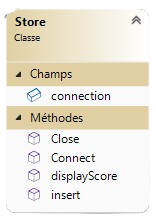 Store
Classe
Champs
connection
Méthodes
Close
Connect
displayScore
insert